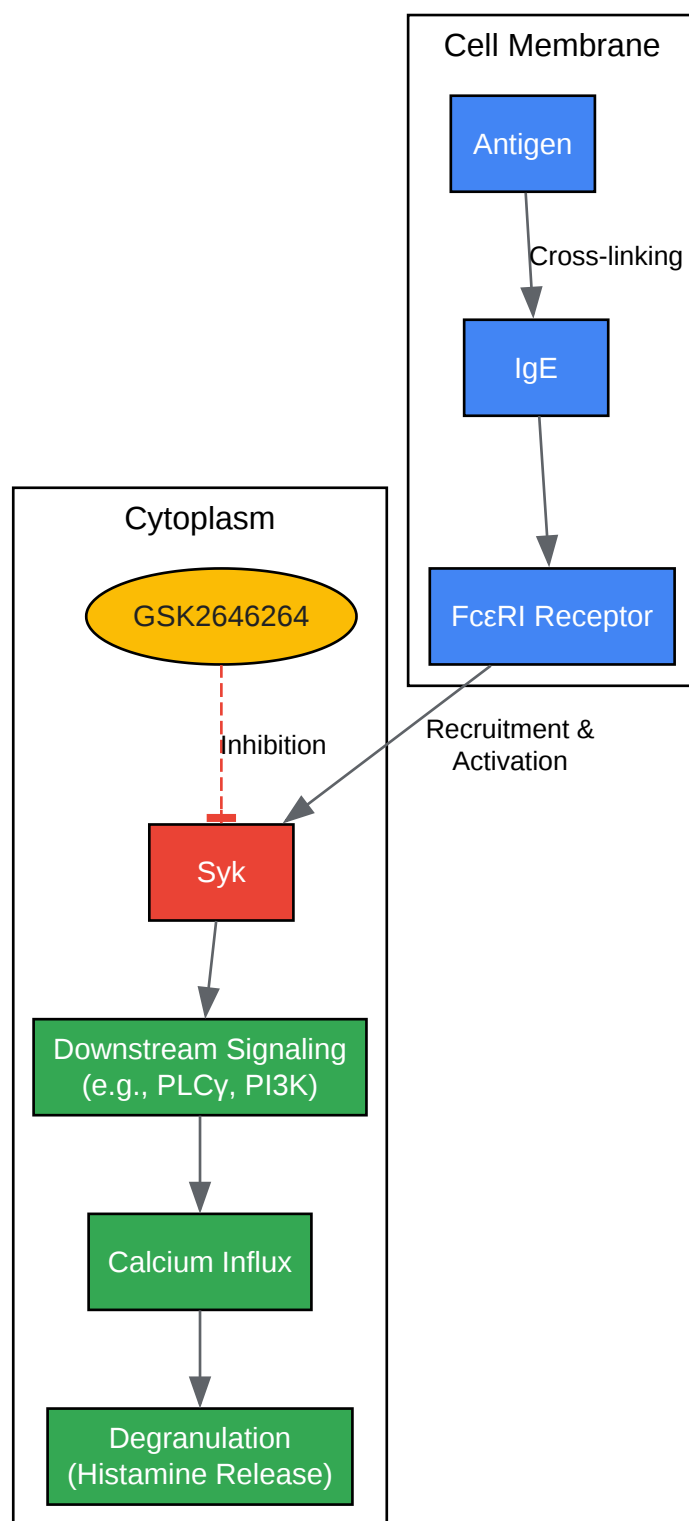 Cell Membrane
Antigen
Cross-linking
IgE
FcεRI Receptor
Recruitment &
Activation
Cytoplasm
GSK2646264
Inhibition
Syk
Downstream Signaling
(e.g., PLCγ, PI3K)
Calcium Influx
Degranulation
(Histamine Release)